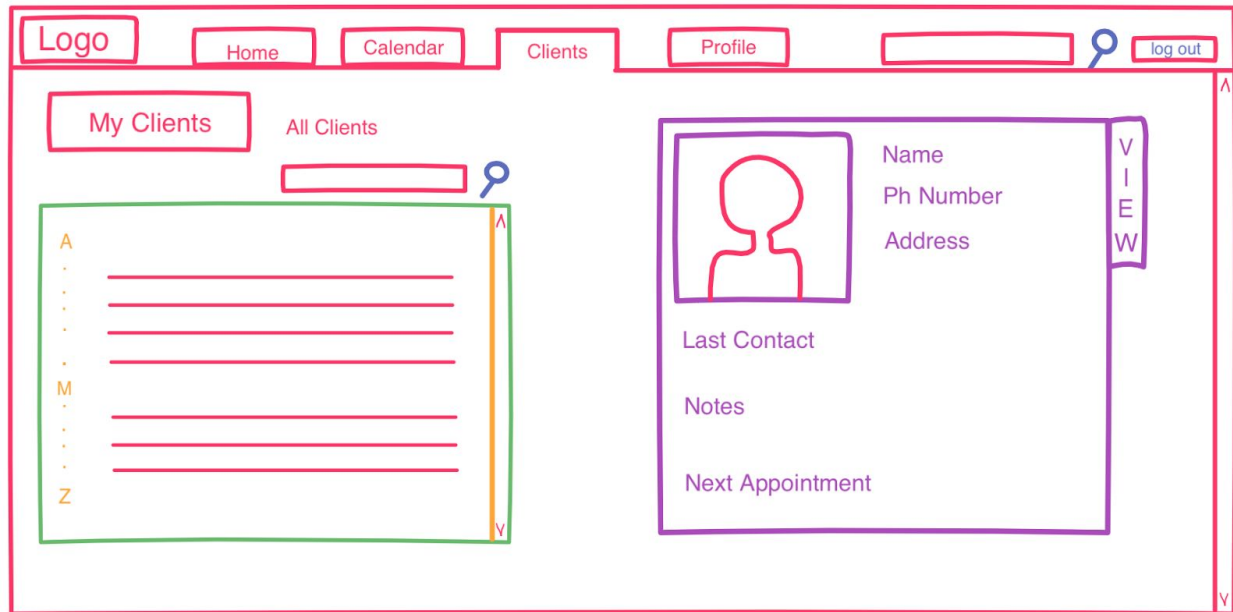 Logo
Home
Calendar
Clients
Profile
log out
My Clients
All Clients
A
M
Z
Name
Ph Number
Address
VIEW
Last Contact
Notes
Next Appointment